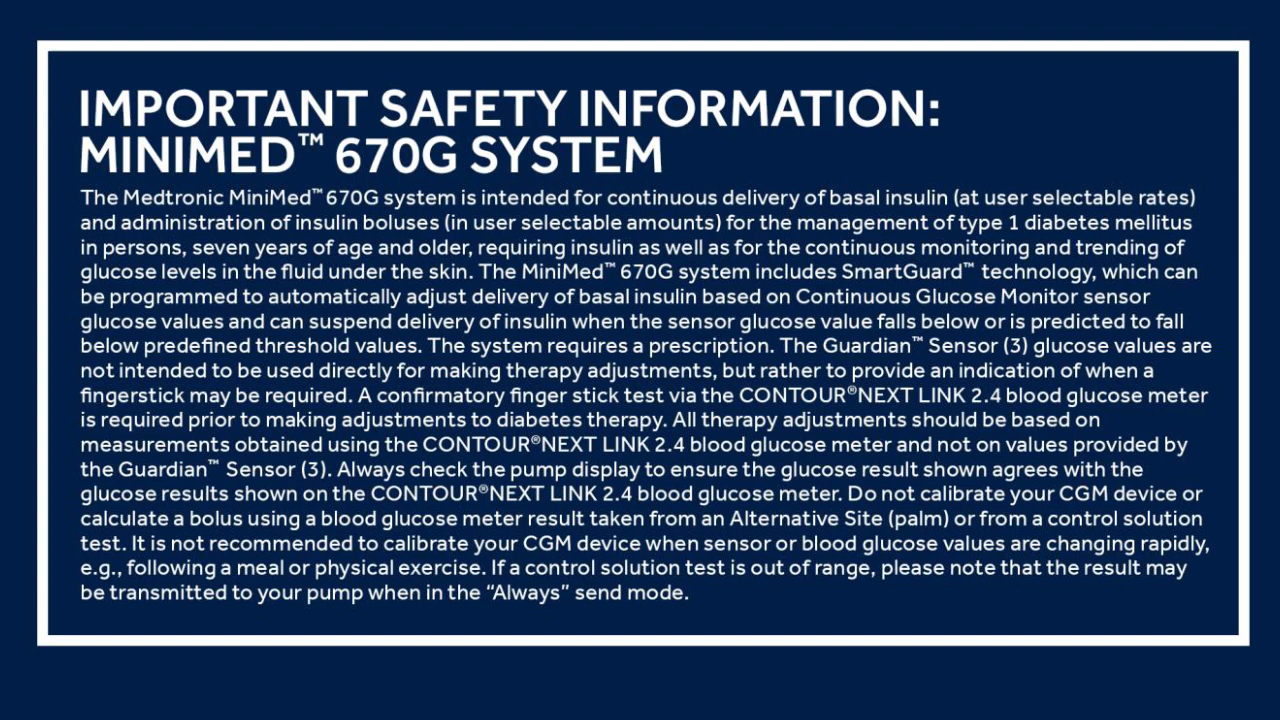 IMPORTANT SAFETY INFORMATION:
MINIMED™ 670G SYSTEM
The Medtronic MiniMed™ 670G system is intended for continuous delivery of basal insulin (at user selectable rates)
and administration of insulin boluses (in user selectable amounts) for the management of type 1 diabetes mellitus
in persons, seven years of age and older, requiring insulin as well as for the continuous monitoring and trending of
glucose levels in the fluid under the skin. The MiniMed™ 670G system includes SmartGuard™ technology, which can
be programmed to automatically adjust delivery of basal insulin based on Continuous Glucose Monitor sensor
glucose values and can suspend delivery of insulin when the sensor glucose value falls below or is predicted to fall
below predefined threshold values. The system requires a prescription. The Guardian™ Sensor (3) glucose values are
not intended to be used directly for making therapy adjustments, but rather to provide an indication of when a
fingerstick may be required. A confirmatory finger stick test via the CONTOUR®NEXT LINK 2.4 blood glucose meter
is required prior to making adjustments to diabetes therapy. All therapy adjustments should be based on
measurements obtained using the CONTOUR®NEXT LINK 2.4 blood glucose meter and not on values provided by
the Guardian™ Sensor (3). Always check the pump display to ensure the glucose result shown agrees with the
glucose results shown on the CONTOUR®NEXT LINK 2.4 blood glucose meter. Do not calibrate your CGM device or
calculate a bolus using a blood glucose meter result taken from an Alternative Site (palm) or from a control solution
test. It is not recommended to calibrate your CGM device when sensor or blood glucose values are changing rapidly,
e.g., following a meal or physical exercise. If a control solution test is out of range, please note that the result may
be transmitted to your pump when in the “Always” send mode.